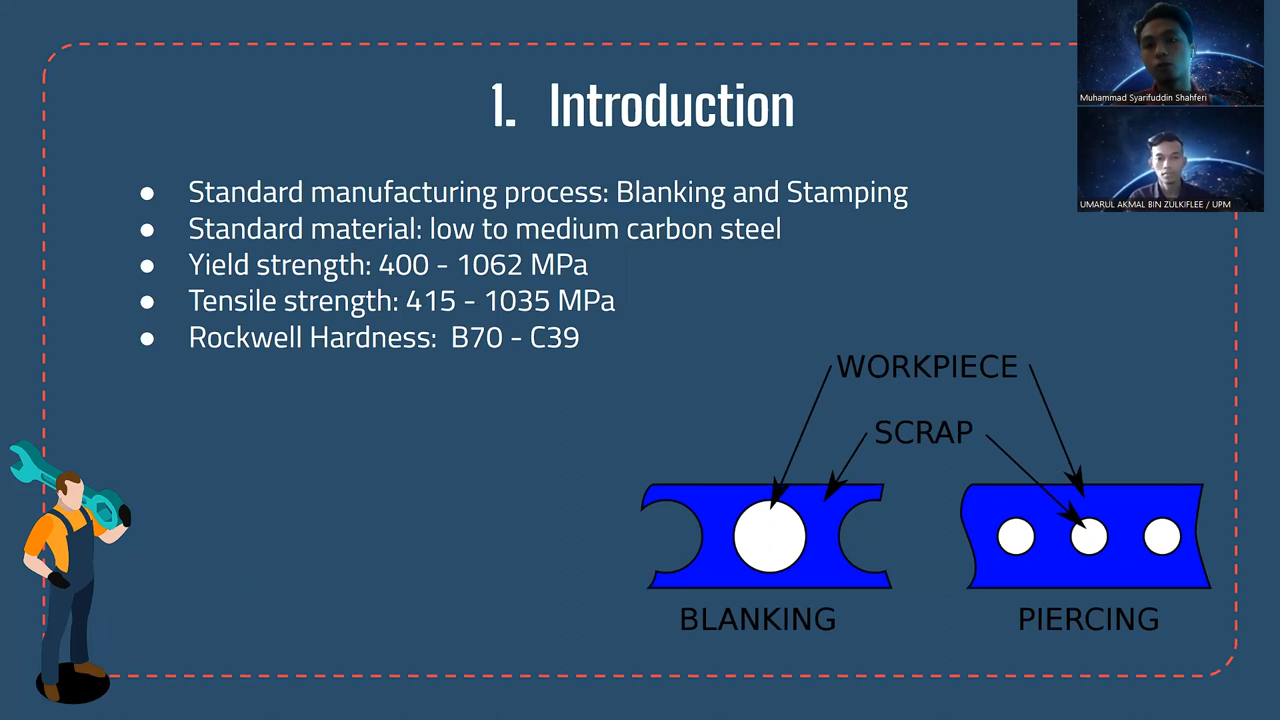 1. Introduction
Muhammad Syarifuddin Shahferi
UMARUL AKMAL BIN ZULKIFLEE / UPM
● Standard manufacturing process: Blanking and Stamping
● Standard material: low to medium carbon steel
● Yield strength: 400 - 1062 MPa
● Tensile strength: 415 - 1035 MPa
● Rockwell Hardness: B70 - C39
WORKPIECE
SCRAP
BLANKING
PIERCING